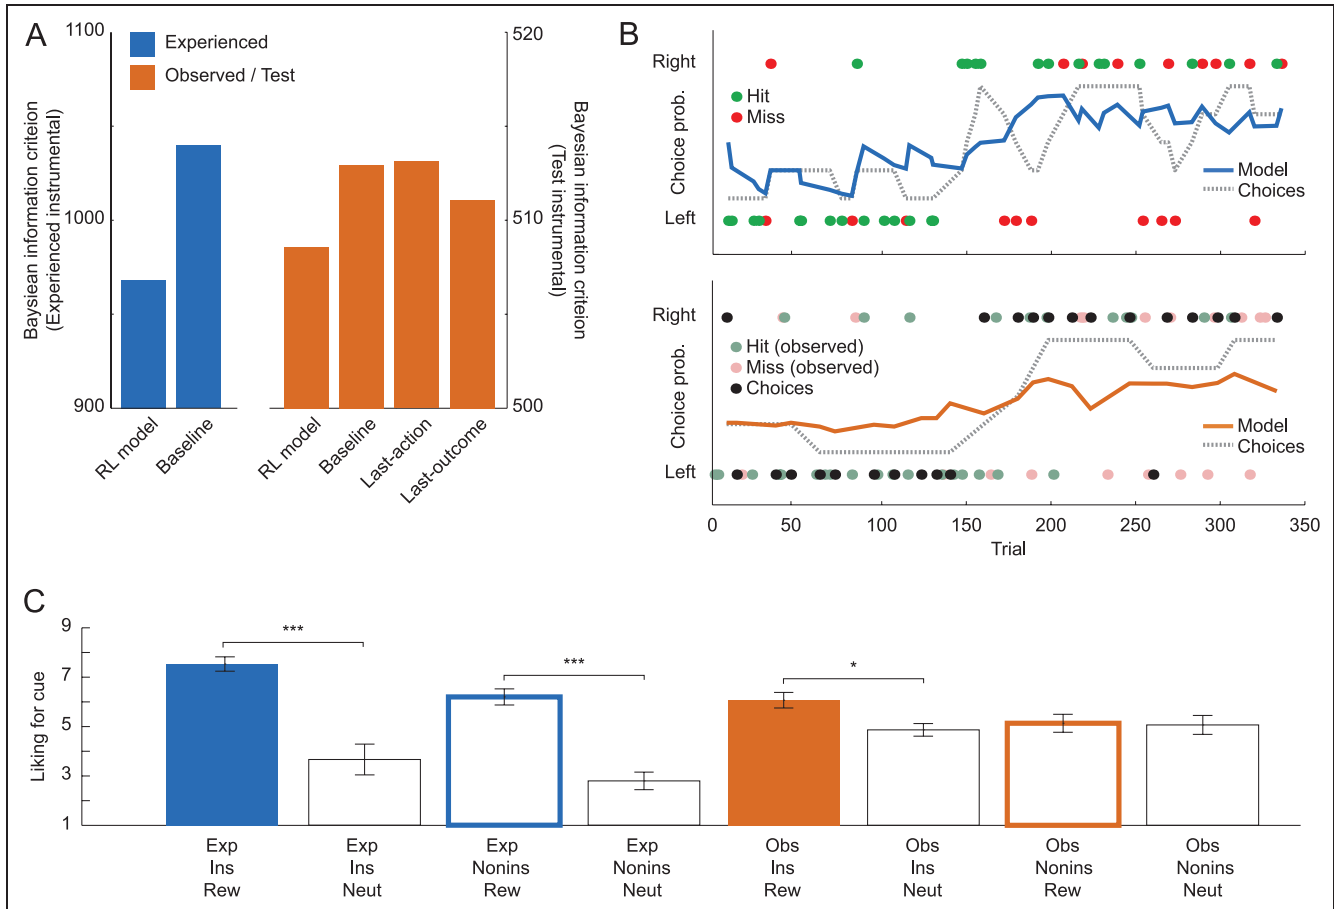 A
1100
1040
1000
960
900
Baysiean information criteion
(Experienced instrumental)
Experienced
Observed / Test
520
510
500
Bayesian information criterion
(Test instrumental)
RL model
Baseline
RL model
Baseline
Last-action
Last-outcome
B
Right
Hit
Miss
Choice prob.
Model
Choices
Left
Right
Hit (observed)
Miss (observed)
Choices
Choice prob.
Model
Choices
Left
0 50 100 150 200 250 300 350
Trial
C
9
7
5
3
1
Liking for cue
***
***
*
Exp
Ins
Rew
Exp
Ins
Neut
Exp
Nonins
Rew
Exp
Nonins
Neut
Obs
Ins
Rew
Obs
Ins
Neut
Obs
Nonins
Rew
Obs
Nonins
Neut